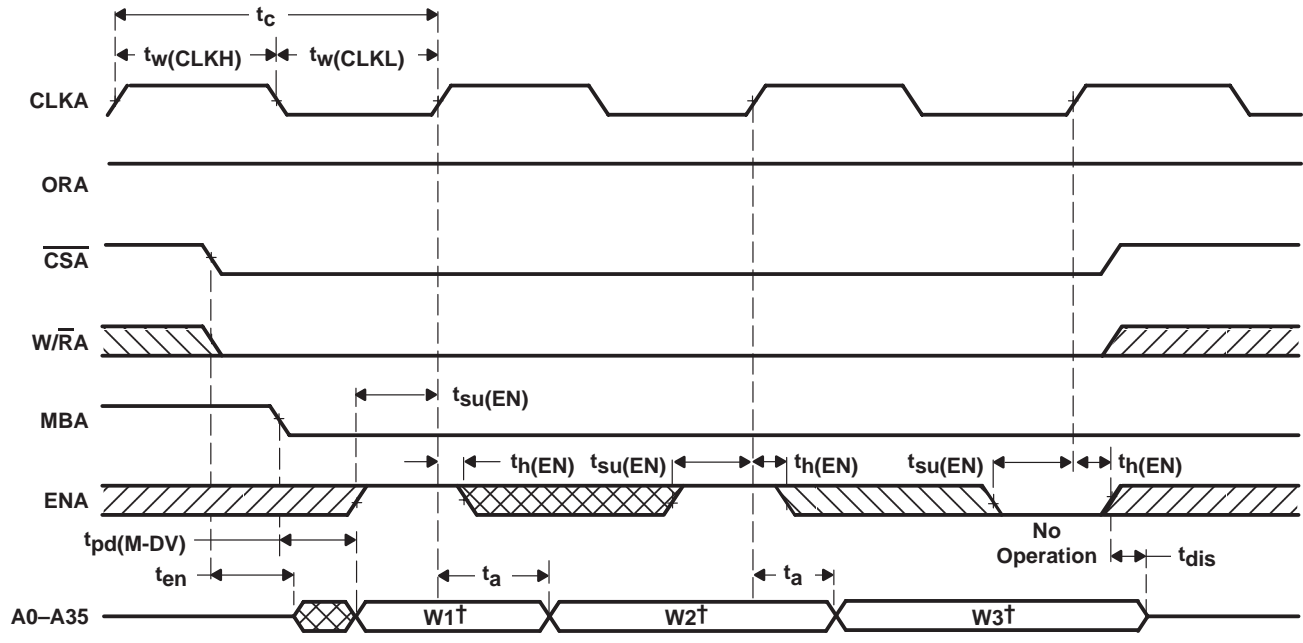 tc
tw(CLKH) tw(CLKL)
CLKA
ORA
CSA
W/RA
MBA
tsu(EN)
th(EN) tsu(EN) th(EN) tsu(EN) th(EN)
ENA
tpd(M-DV)
No
Operation
tdis
ten
ta ta
A0–A35 W1† W2† W3†